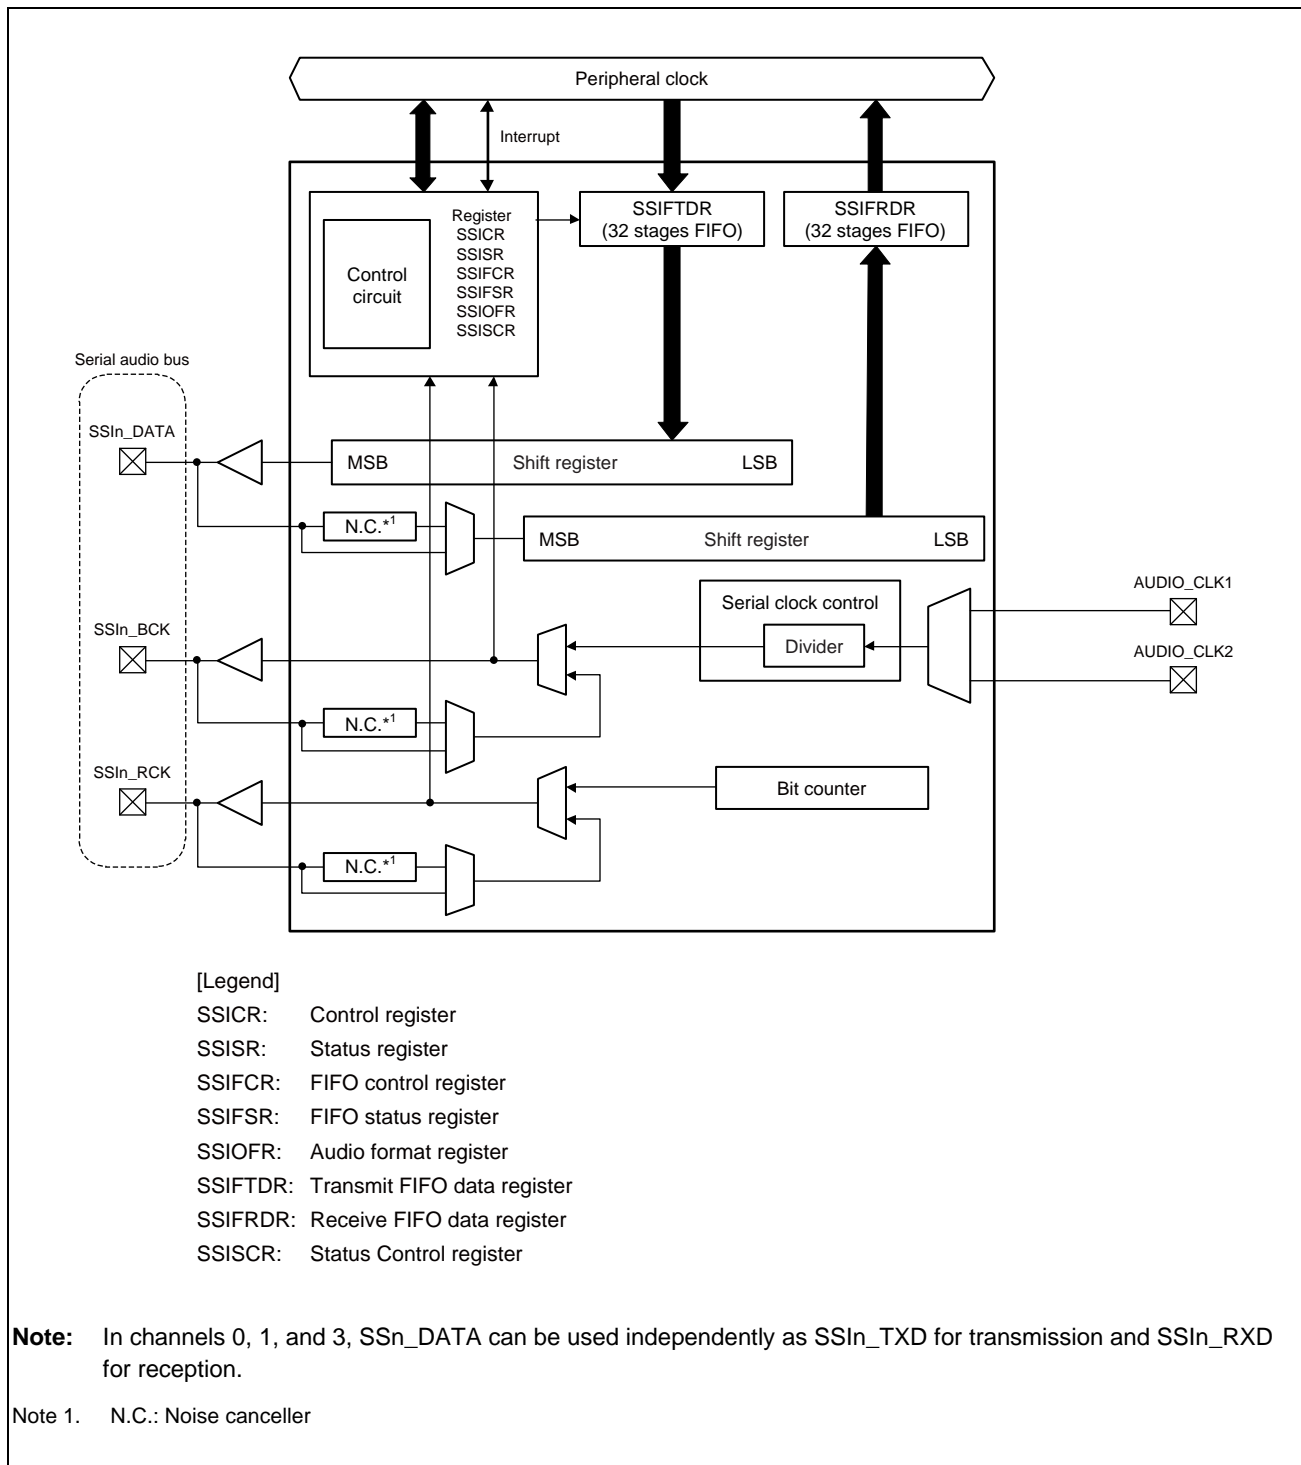 Peripheral clock
Interrupt
Register
SSICR
SSISR
SSIFCR
SSIFSR
SSIOFR
SSISCR
Control
circuit
SSIFTDR
(32 stages FIFO)
SSIFRDR
(32 stages FIFO)
Serial audio bus
SSIn_DATA
MSB Shift register LSB
N.C.*1
MSB Shift register LSB
Serial clock control
Divider
AUDIO_CLK1
AUDIO_CLK2
SSIn_BCK
N.C.*1
SSIn_RCK
Bit counter
N.C.*1
[Legend]
SSICR: Control register
SSISR: Status register
SSIFCR: FIFO control register
SSIFSR: FIFO status register
SSIOFR: Audio format register
SSIFTDR: Transmit FIFO data register
SSIFRDR: Receive FIFO data register
SSISCR: Status Control register
Note: In channels 0, 1, and 3, SSn_DATA can be used independently as SSIn_TXD for transmission and SSIn_RXD
for reception.
Note 1. N.C.: Noise canceller